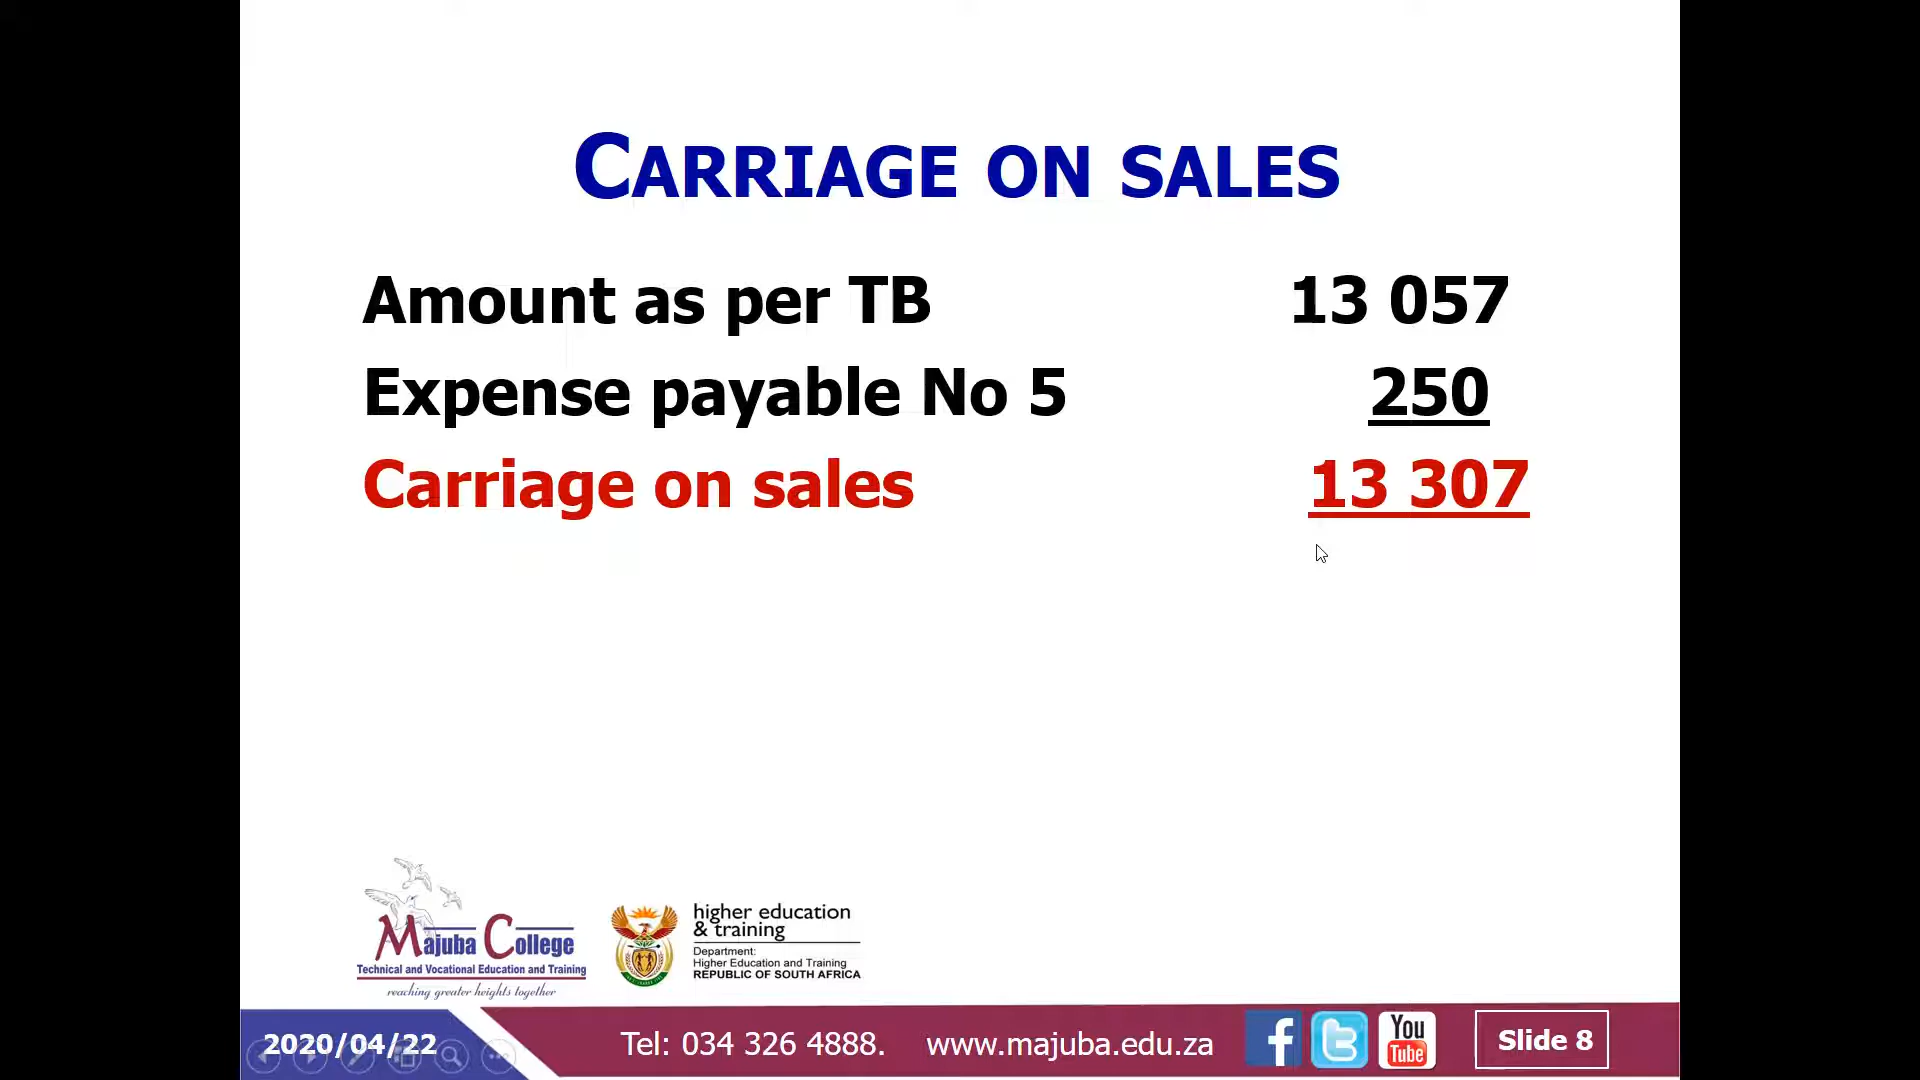 CARRIAGE ON SALES
Amount as per TB 13 057
Expense payable No 5 250
Carriage on sales 13 307
Majuba College
Technical and Vocational Education and Training
reaching greater heights together
higher education
& training
Department:
Higher Education and Training
REPUBLIC OF SOUTH AFRICA
2020/04/22 Tel: 034 326 4888. www.majuba.edu.za f t You Tube Slide 8